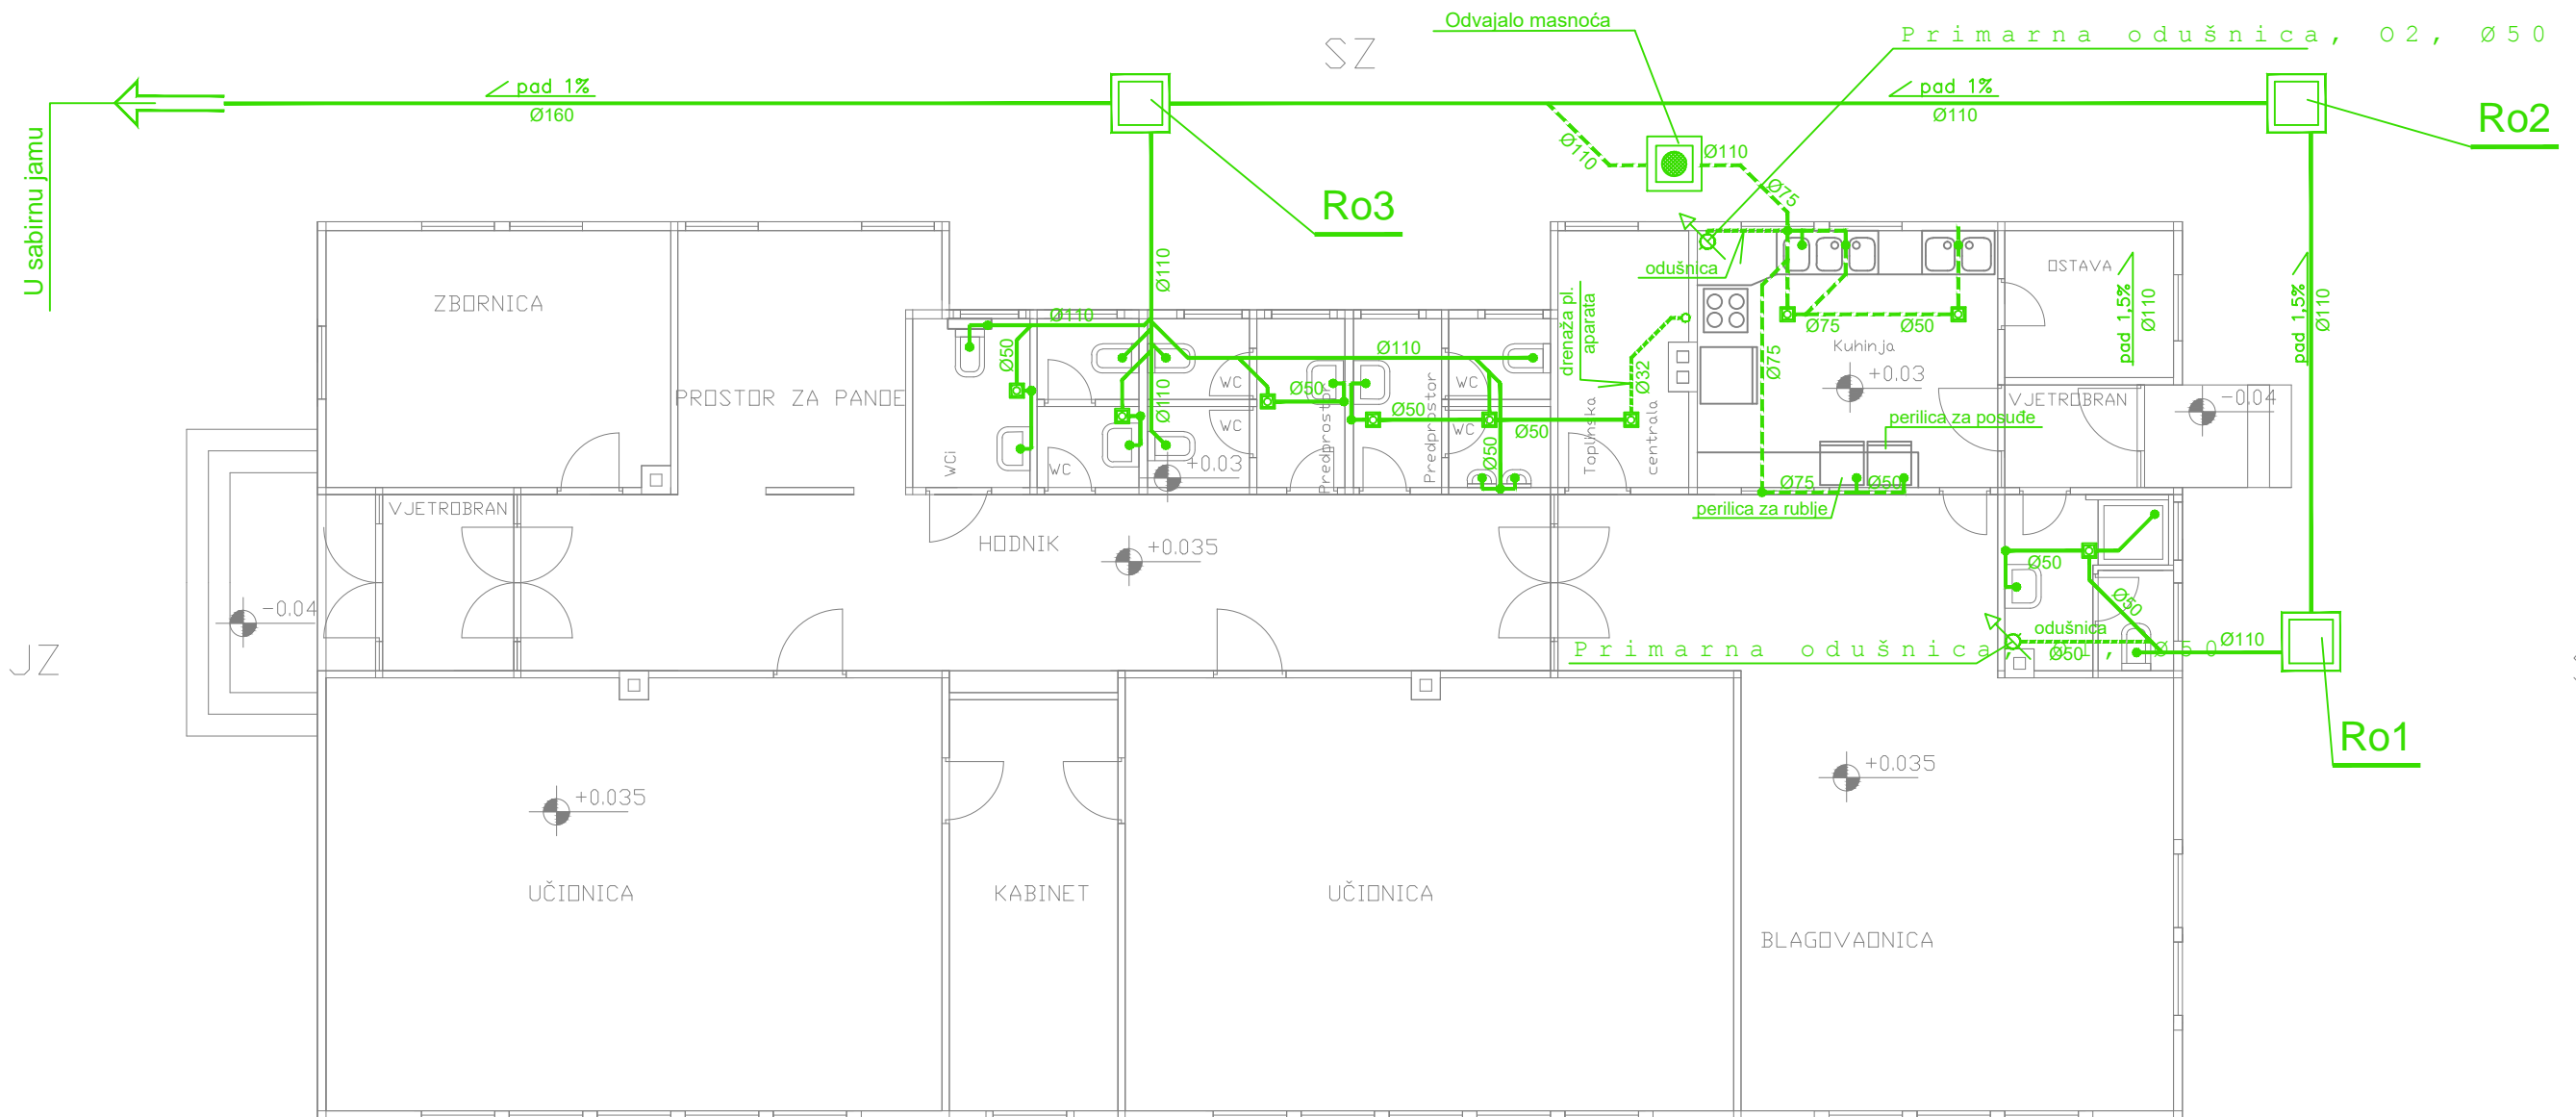 Odvajalo masnoća
Primarna odušnica, O2, Ø50
SZ
pad 1%
Ø160
pad 1%
Ø110
Ro2
U sabirnu jamu
Ø110
Ø110
Ø75
Ro3
Ø110
odušnica
OSTAVA
pad 1,5%
Ø110
pad 1,5%
Ø110
ZBORNICA
Ø110
drenaža pl.
aparata
Ø75
Ø50
Kuhinja
+0.03
Ø50
Ø110
Ø32
Ø75
PROSTOR ZA PANOE
WC
Ø50
WC
VJETROBRAN
-0.04
Ø110
Ø50
WC
WC
Ø50
perilica za posuđe
WCi
WC
+0.03
Predprostor
Predprostor
Ø50
Toplinska
centrala
Ø75
Ø50
perilica za rublje
VJETROBRAN
HODNIK
+0.035
Ø50
-0.04
Ø50
odušnica
Ø50
Ø110
Primarna odušnica, O1, Ø50
JZ
Ro1
+0.035
+0.035
UČIONICA
KABINET
UČIONICA
BLAGOVAONICA